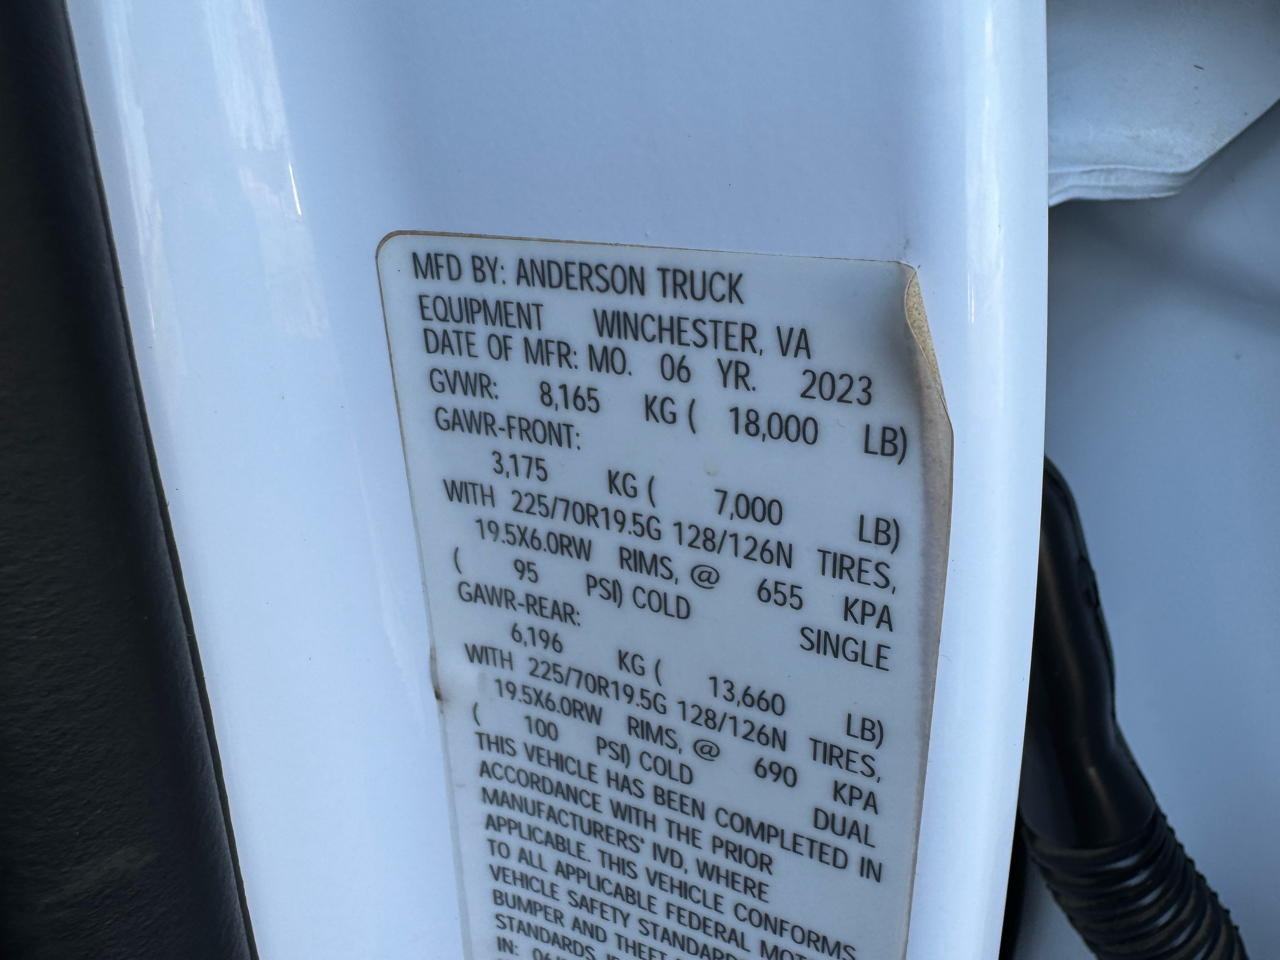 MFD BY: ANDERSON TRUCK
EQUIPMENT WINCHESTER, VA
DATE OF MFR: MO. 06 YR. 2023
GVWR: 8,165 KG ( 18,000 LB)
GAWR-FRONT:
3,175 KG ( 7,000 LB)
WITH 225/70R19.5G 128/126N TIRES,
19.5X6.0RW RIMS, @ 655 KPA
( 95 PSI) COLD SINGLE
GAWR-REAR:
6,196 KG ( 13,660 LB)
WITH 225/70R19.5G 128/126N TIRES,
19.5X6.0RW RIMS, @ 690 KPA
( 100 PSI) COLD DUAL
THIS VEHICLE HAS BEEN COMPLETED IN
ACCORDANCE WITH THE PRIOR
MANUFACTURERS' IVD, WHERE
APPLICABLE. THIS VEHICLE CONFORMS
TO ALL APPLICABLE FEDERAL
VEHICLE SAFETY
BUMPER AND THEFT
STANDARDS,
IN: